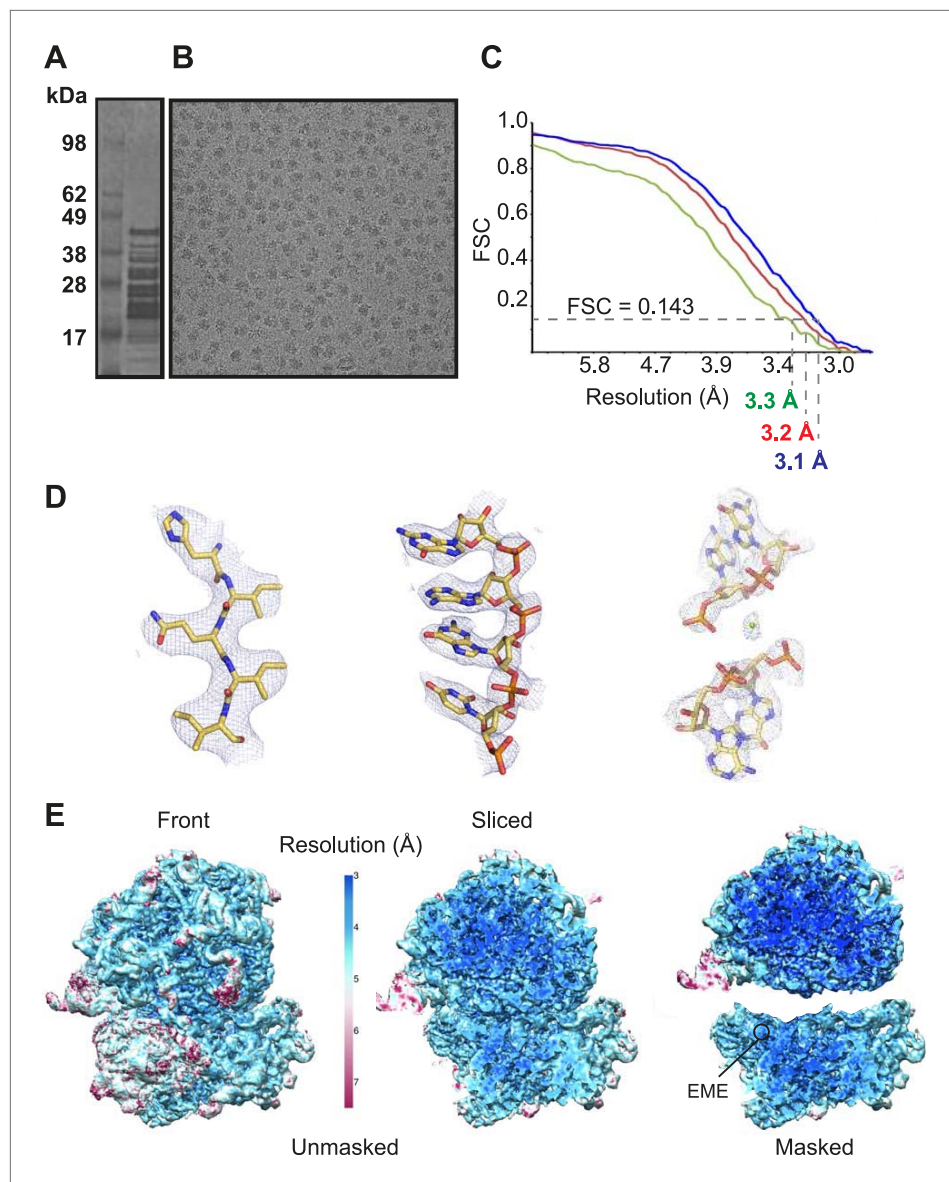 A
B
C
kDa
98
62
49
38
28
17
1.0
0.8
0.6
0.4
0.2
FSC
FSC = 0.143
5.8 4.7 3.9 3.4 3.0
Resolution (Å)
3.3 Å
3.2 Å
3.1 Å
D
E
Front
Sliced
Resolution (Å)
3
4
5
6
7
EME
Unmasked
Masked